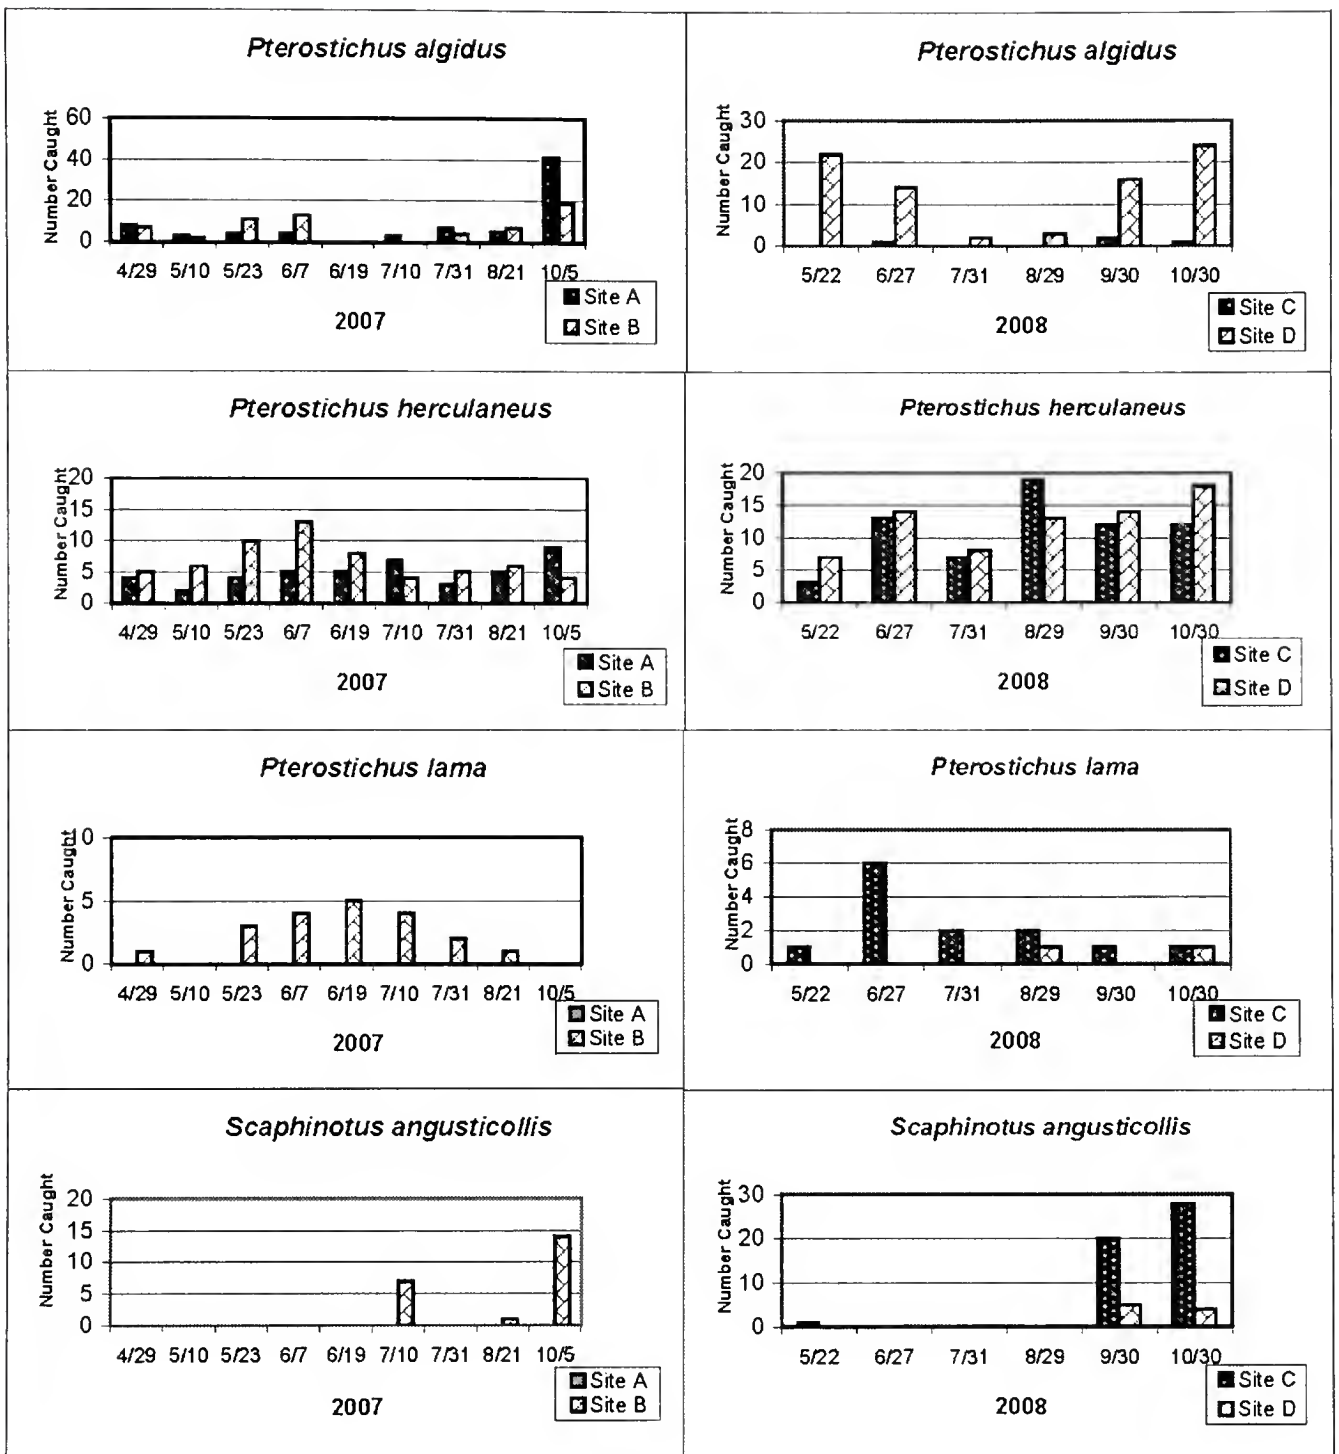 Pterostichus algidus
Number Caught
60
40
20
0
4/29 5/10 5/23 6/7 6/19 7/10 7/31 8/21 10/5
2007
Site A
Site B
Pterostichus algidus
Number Caught
30
20
10
0
5/22 6/27 7/31 8/29 9/30 10/30
2008
Site C
Site D
Pterostichus herculaneus
Number Caught
20
15
10
5
0
4/29 5/10 5/23 6/7 6/19 7/10 7/31 8/21 10/5
2007
Site A
Site B
Pterostichus herculaneus
Number Caught
20
15
10
5
0
5/22 6/27 7/31 8/29 9/30 10/30
2008
Site C
Site D
Pterostichus lama
Number Caught
10
5
0
4/29 5/10 5/23 6/7 6/19 7/10 7/31 8/21 10/5
2007
Site A
Site B
Pterostichus lama
Number Caught
8
6
4
2
0
5/22 6/27 7/31 8/29 9/30 10/30
2008
Site C
Site D
Scaphinotus angusticollis
Number Caught
20
15
10
5
0
4/29 5/10 5/23 6/7 6/19 7/10 7/31 8/21 10/5
2007
Site A
Site B
Scaphinotus angusticollis
Number Caught
30
20
10
0
5/22 6/27 7/31 8/29 9/30 10/30
2008
Site C
Site D